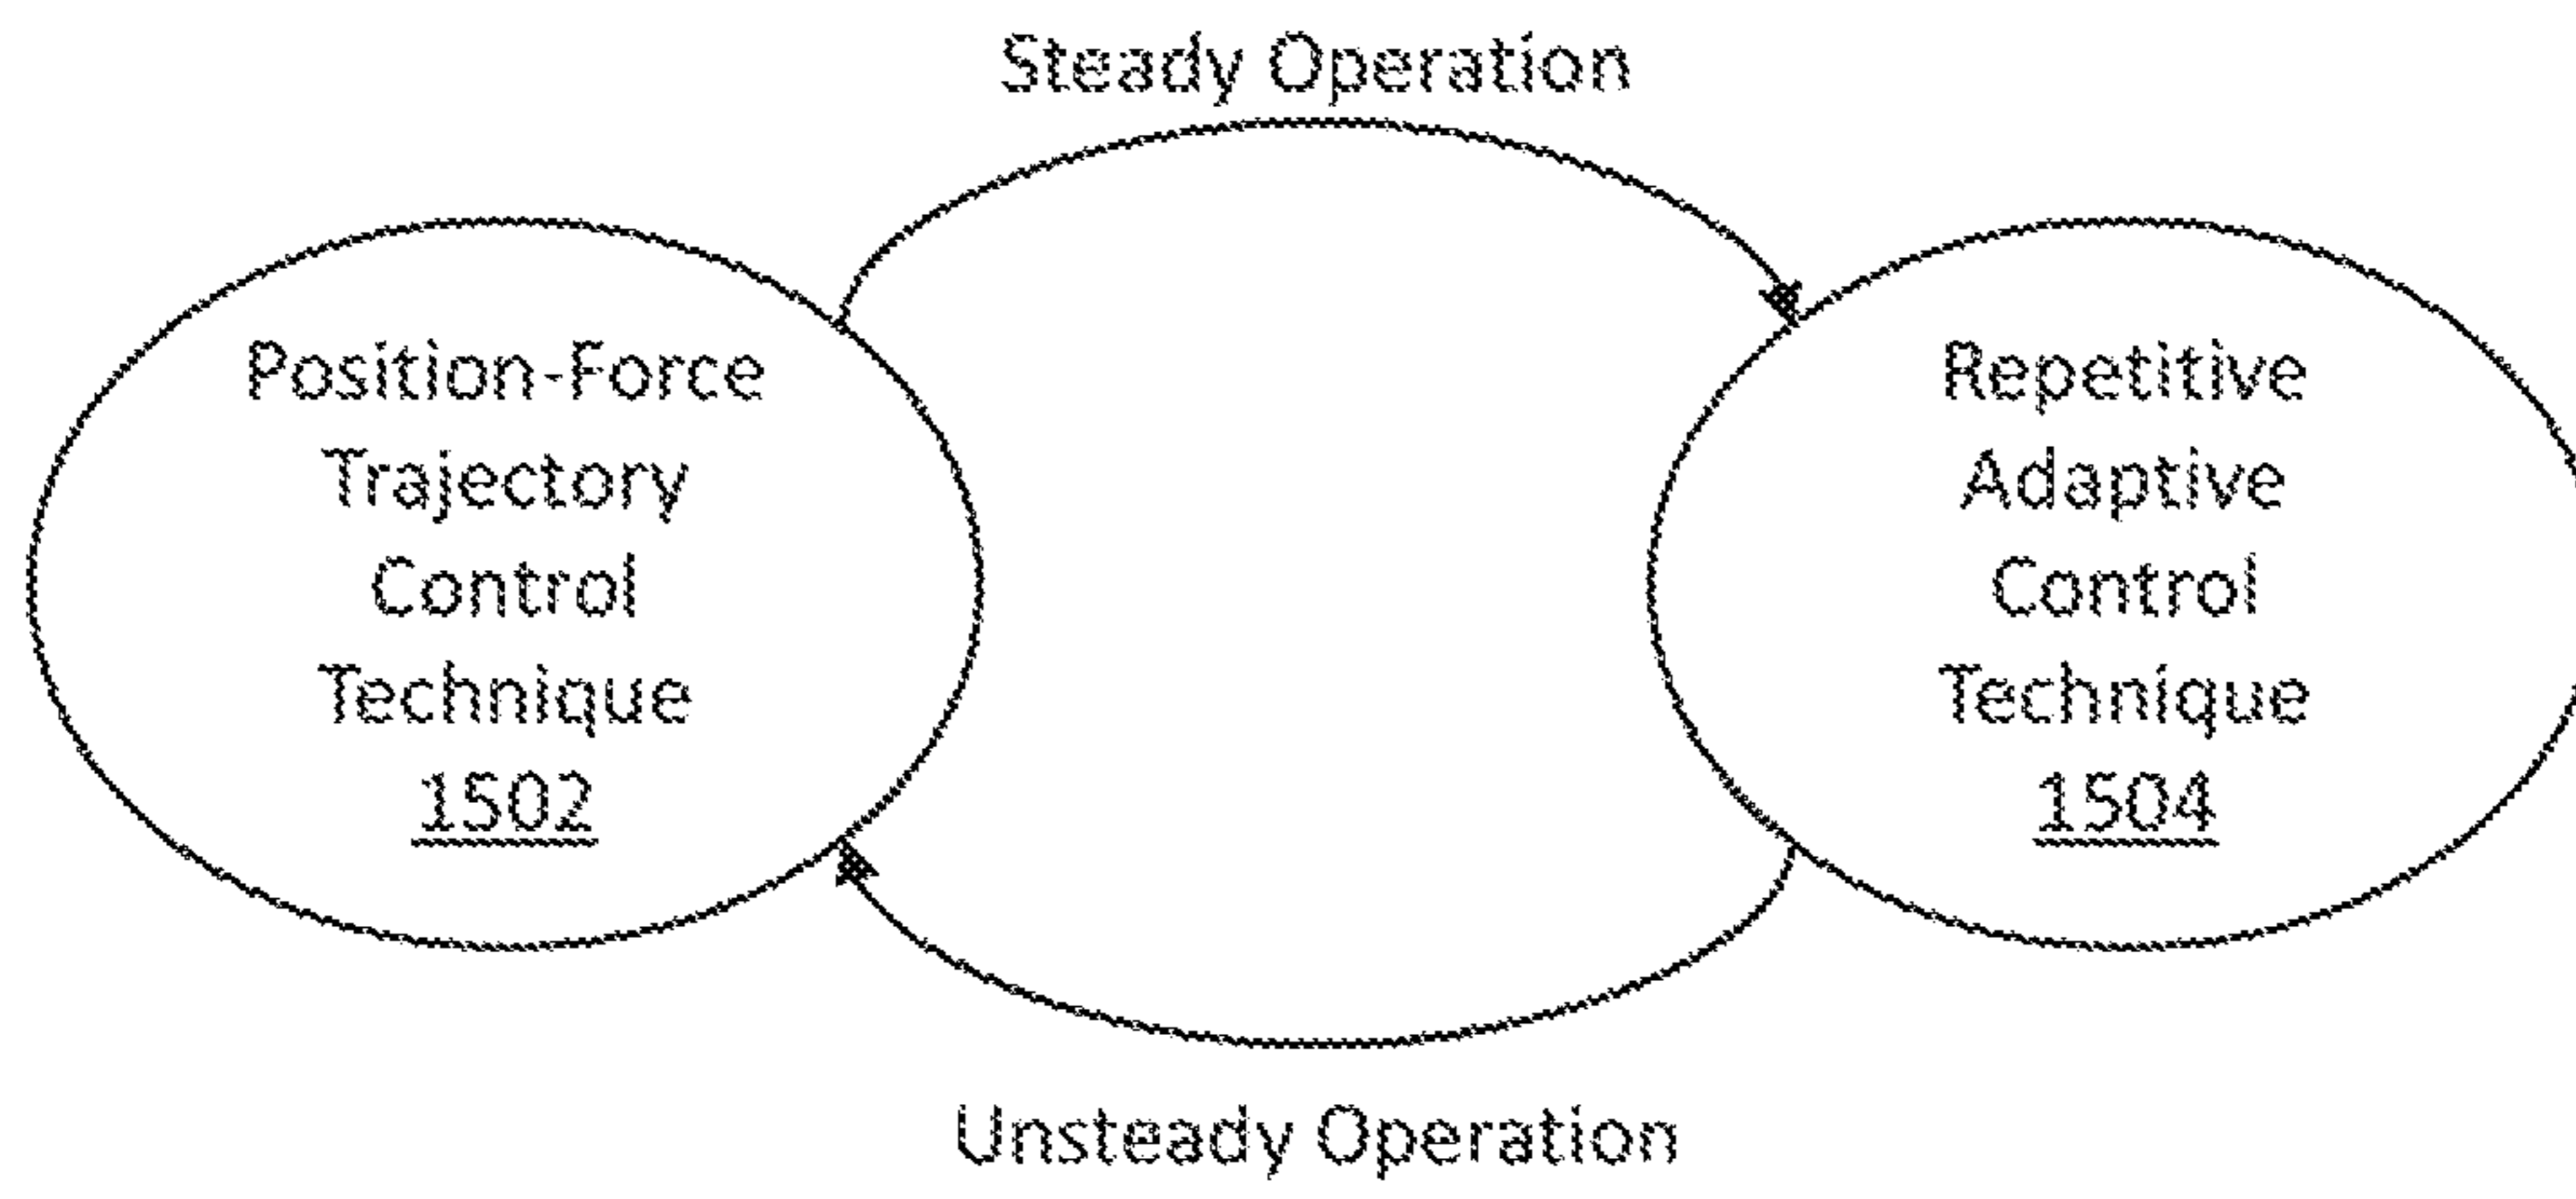 Steady Operation
Position-Force
Trajectory
Control
Technique
1502
Repetitive
Adaptive
Control
Technique
1504
Unsteady Operation